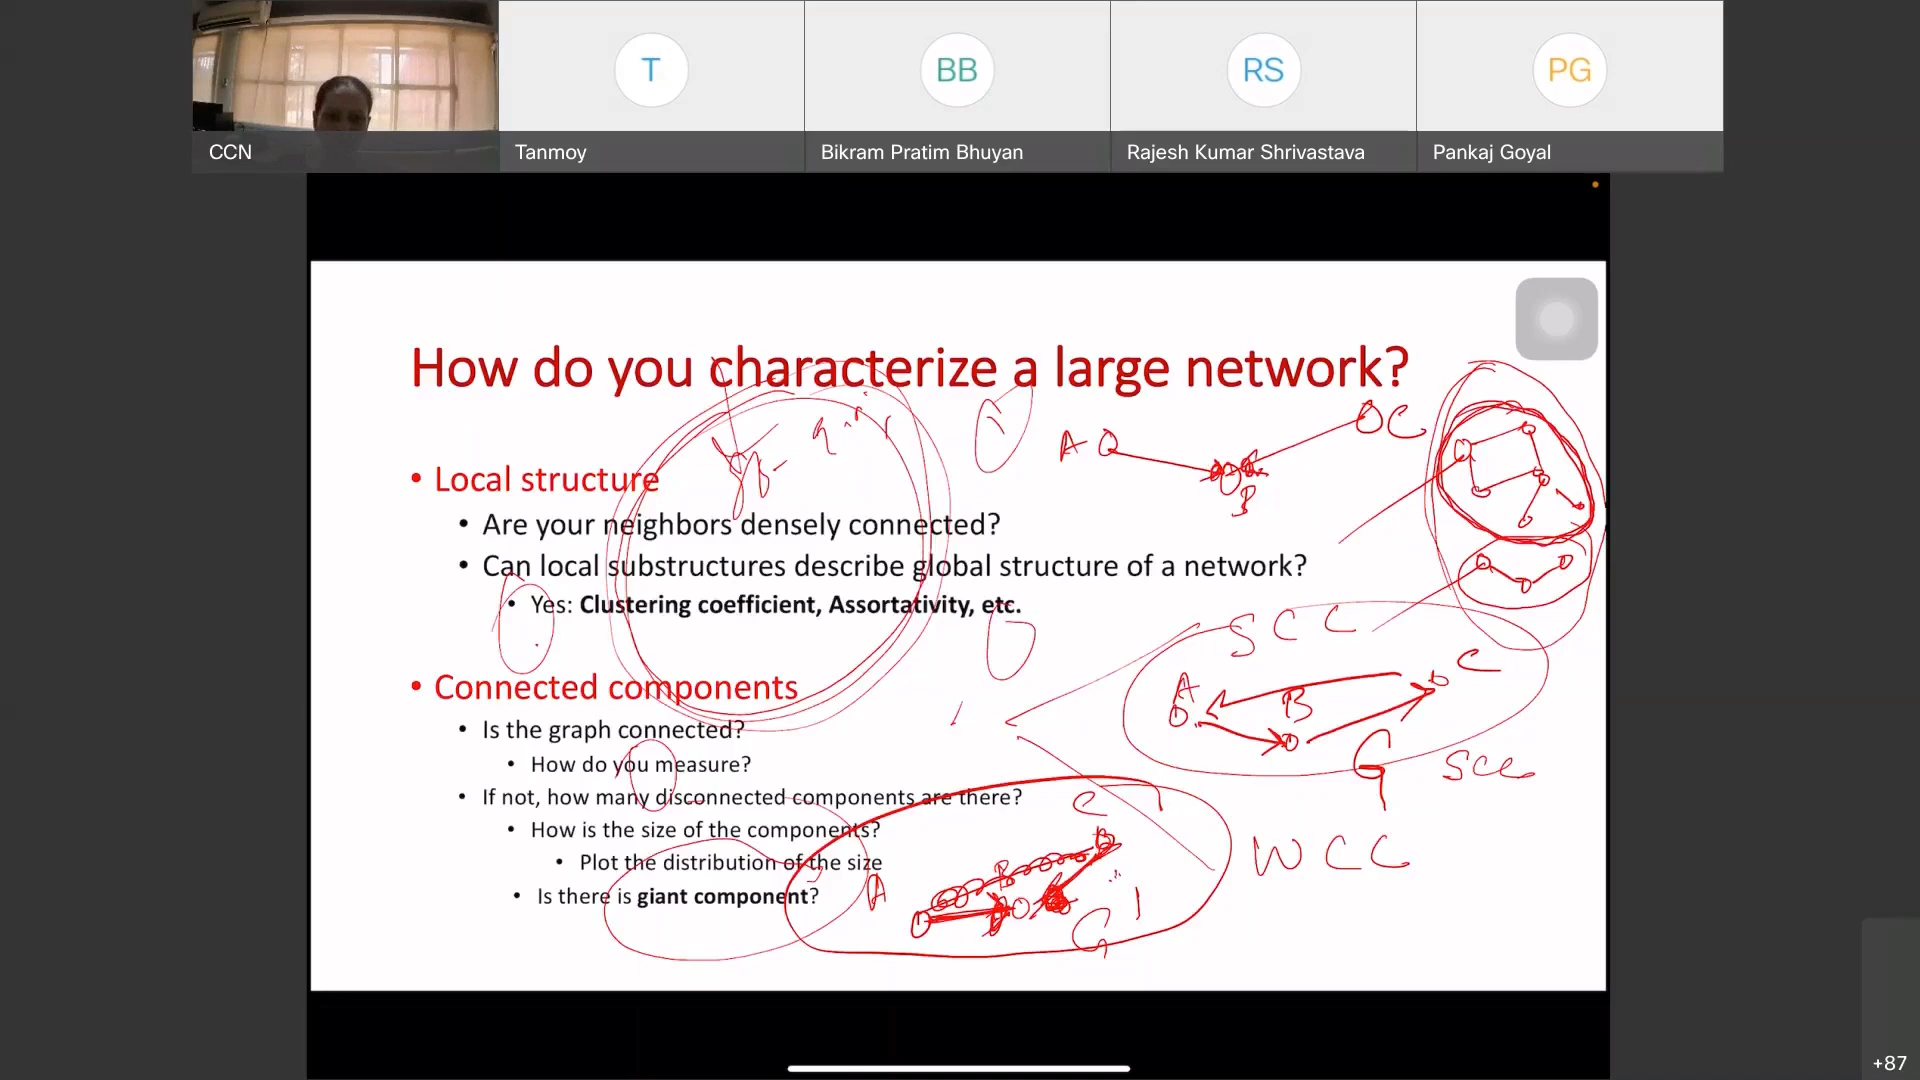 T
BB
RS
PG
CCN
Tanmoy
Bikram Pratim Bhuyan
Rajesh Kumar Shrivastava
Pankaj Goyal
How do you characterize a large network?
A
C
B
• Local structure
• Are your neighbors densely connected?
• Can local substructures describe global structure of a network?
• Yes: Clustering coefficient, Assortativity, etc.
SCC
A
B
C
G
SCC
• Connected components
• Is the graph connected?
• How do you measure?
• If not, how many disconnected components are there?
• How is the size of the components?
• Plot the distribution of the size
• Is there is giant component?
C
B
A
G
WCC
+87